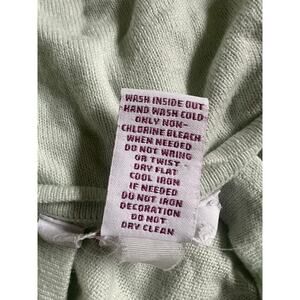 WASH INSIDE OUT
HAND WASH COLD
ONLY NON-
CHLORINE BLEACH
WHEN NEEDED
DO NOT WRING
OR TWIST
DRY FLAT
COOL IRON
IF NEEDED
DO NOT IRON
DECORATION
DO NOT
DRY CLEAN